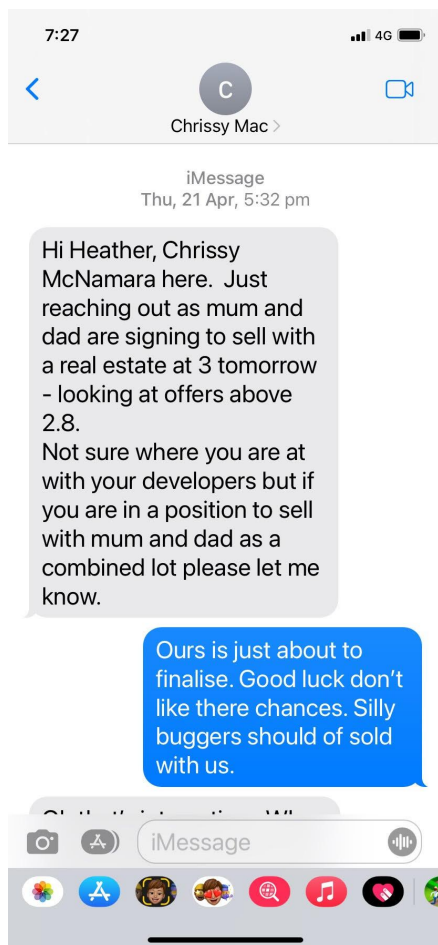 7:27
4G
C
Chrissy Mac
iMessage
Thu, 21 Apr, 5:32 pm
Hi Heather, Chrissy
McNamara here.  Just
reaching out as mum and
dad are signing to sell with
a real estate at 3 tomorrow
- looking at offers above
2.8.
Not sure where you are at
with your developers but if
you are in a position to sell
with mum and dad as a
combined lot please let me
know.
Ours is just about to
finalise. Good luck don’t
like there chances. Silly
buggers should of sold
with us.
iMessage